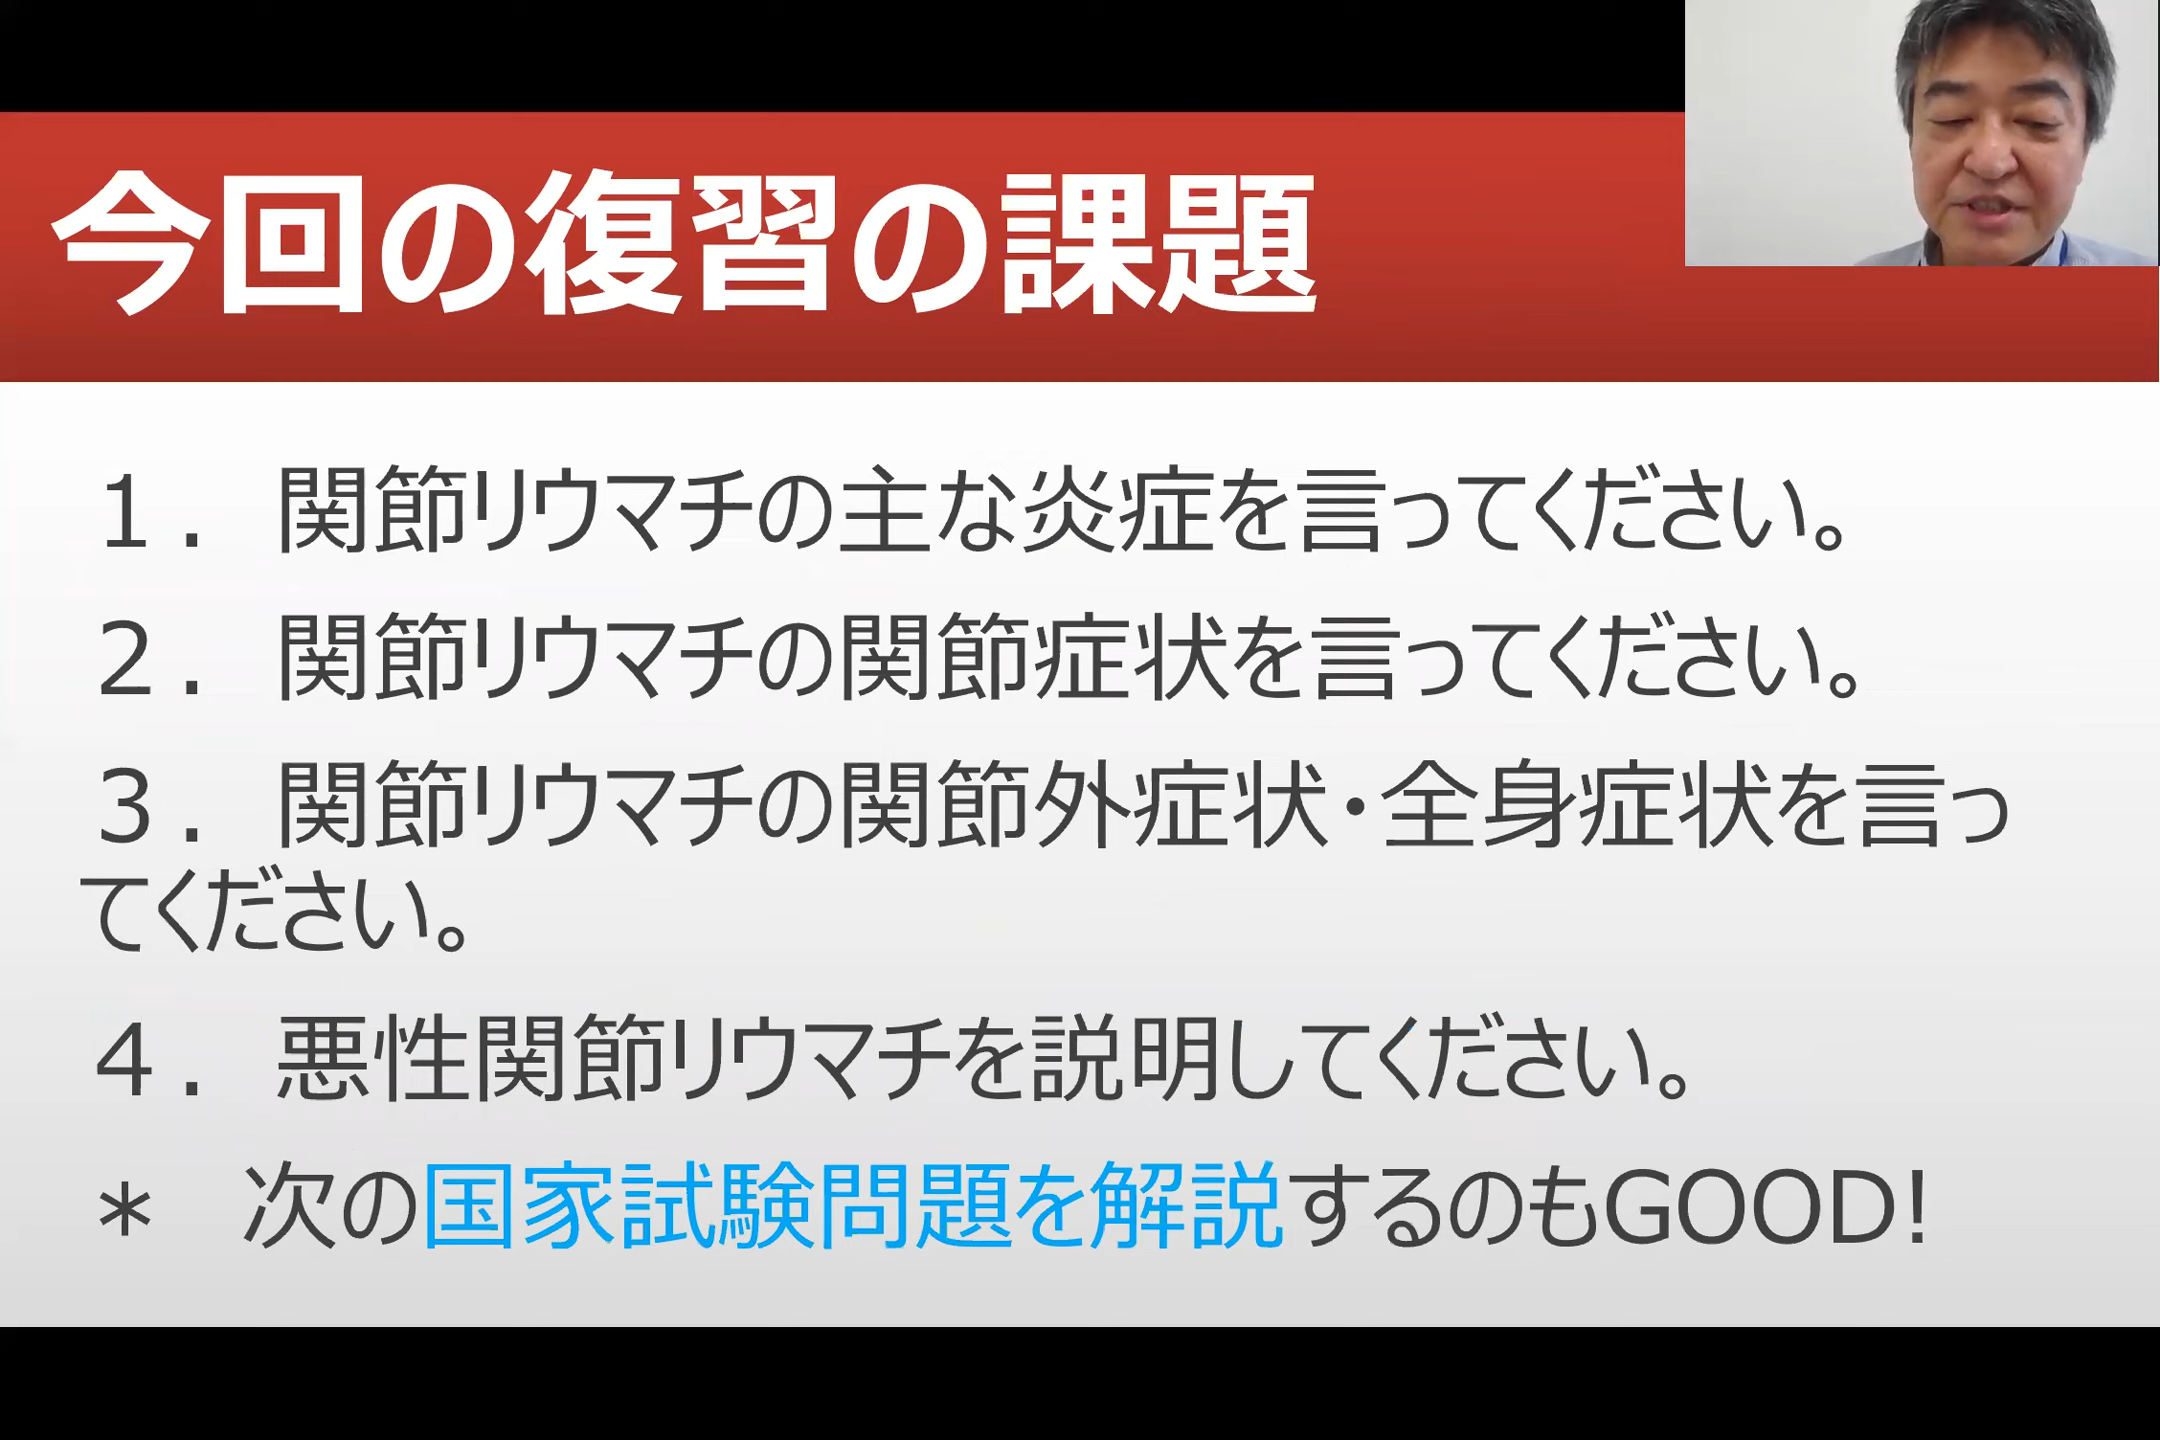 今回の復習の課題
１．　関節リウマチの主な炎症を言ってください。
２．　関節リウマチの関節症状を言ってください。
３．　関節リウマチの関節外症状・全身症状を言っ
てください。
４．　悪性関節リウマチを説明してください。
＊　次の国家試験問題を解説するのもGOOD!